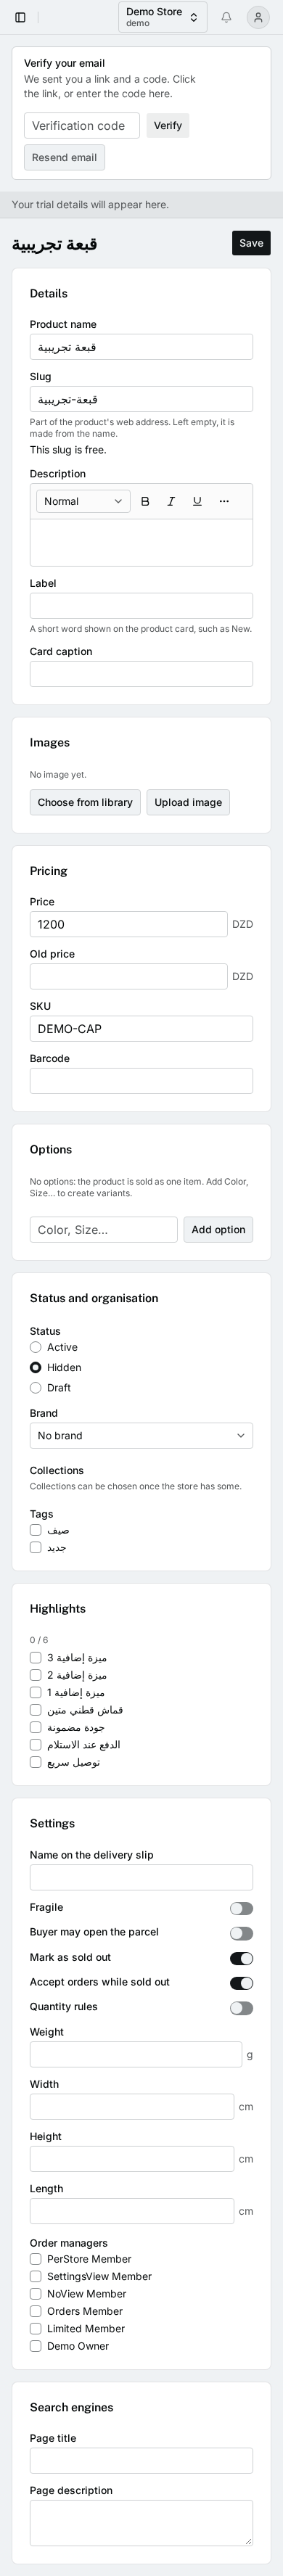 Demo Store
demo
Verify your email
We sent you a link and a code. Click
the link, or enter the code here.
Verification code
Verify
Resend email
Your trial details will appear here.
قبعة تجريبية
Save
Details
Product name
قبعة تجريبية
Slug
قبعة-تجريبية
Part of the product's web address. Left empty, it is
made from the name.
This slug is free.
Description
Normal
B I U ...
Label
A short word shown on the product card, such as New.
Card caption
Images
No image yet.
Choose from library
Upload image
Pricing
Price
1200
DZD
Old price
DZD
SKU
DEMO-CAP
Barcode
Options
No options: the product is sold as one item. Add Color,
Size... to create variants.
Color, Size...
Add option
Status and organisation
Status
Active
Hidden
Draft
Brand
No brand
Collections
Collections can be chosen once the store has some.
Tags
صيف
جديد
Highlights
0 / 6
ميزة إضافية 3
ميزة إضافية 2
ميزة إضافية 1
قماش قطني متين
جودة مضمونة
الدفع عند الاستلام
توصيل سريع
Settings
Name on the delivery slip
Fragile
Buyer may open the parcel
Mark as sold out
Accept orders while sold out
Quantity rules
Weight
g
Width
cm
Height
cm
Length
cm
Order managers
PerStore Member
SettingsView Member
NoView Member
Orders Member
Limited Member
Demo Owner
Search engines
Page title
Page description